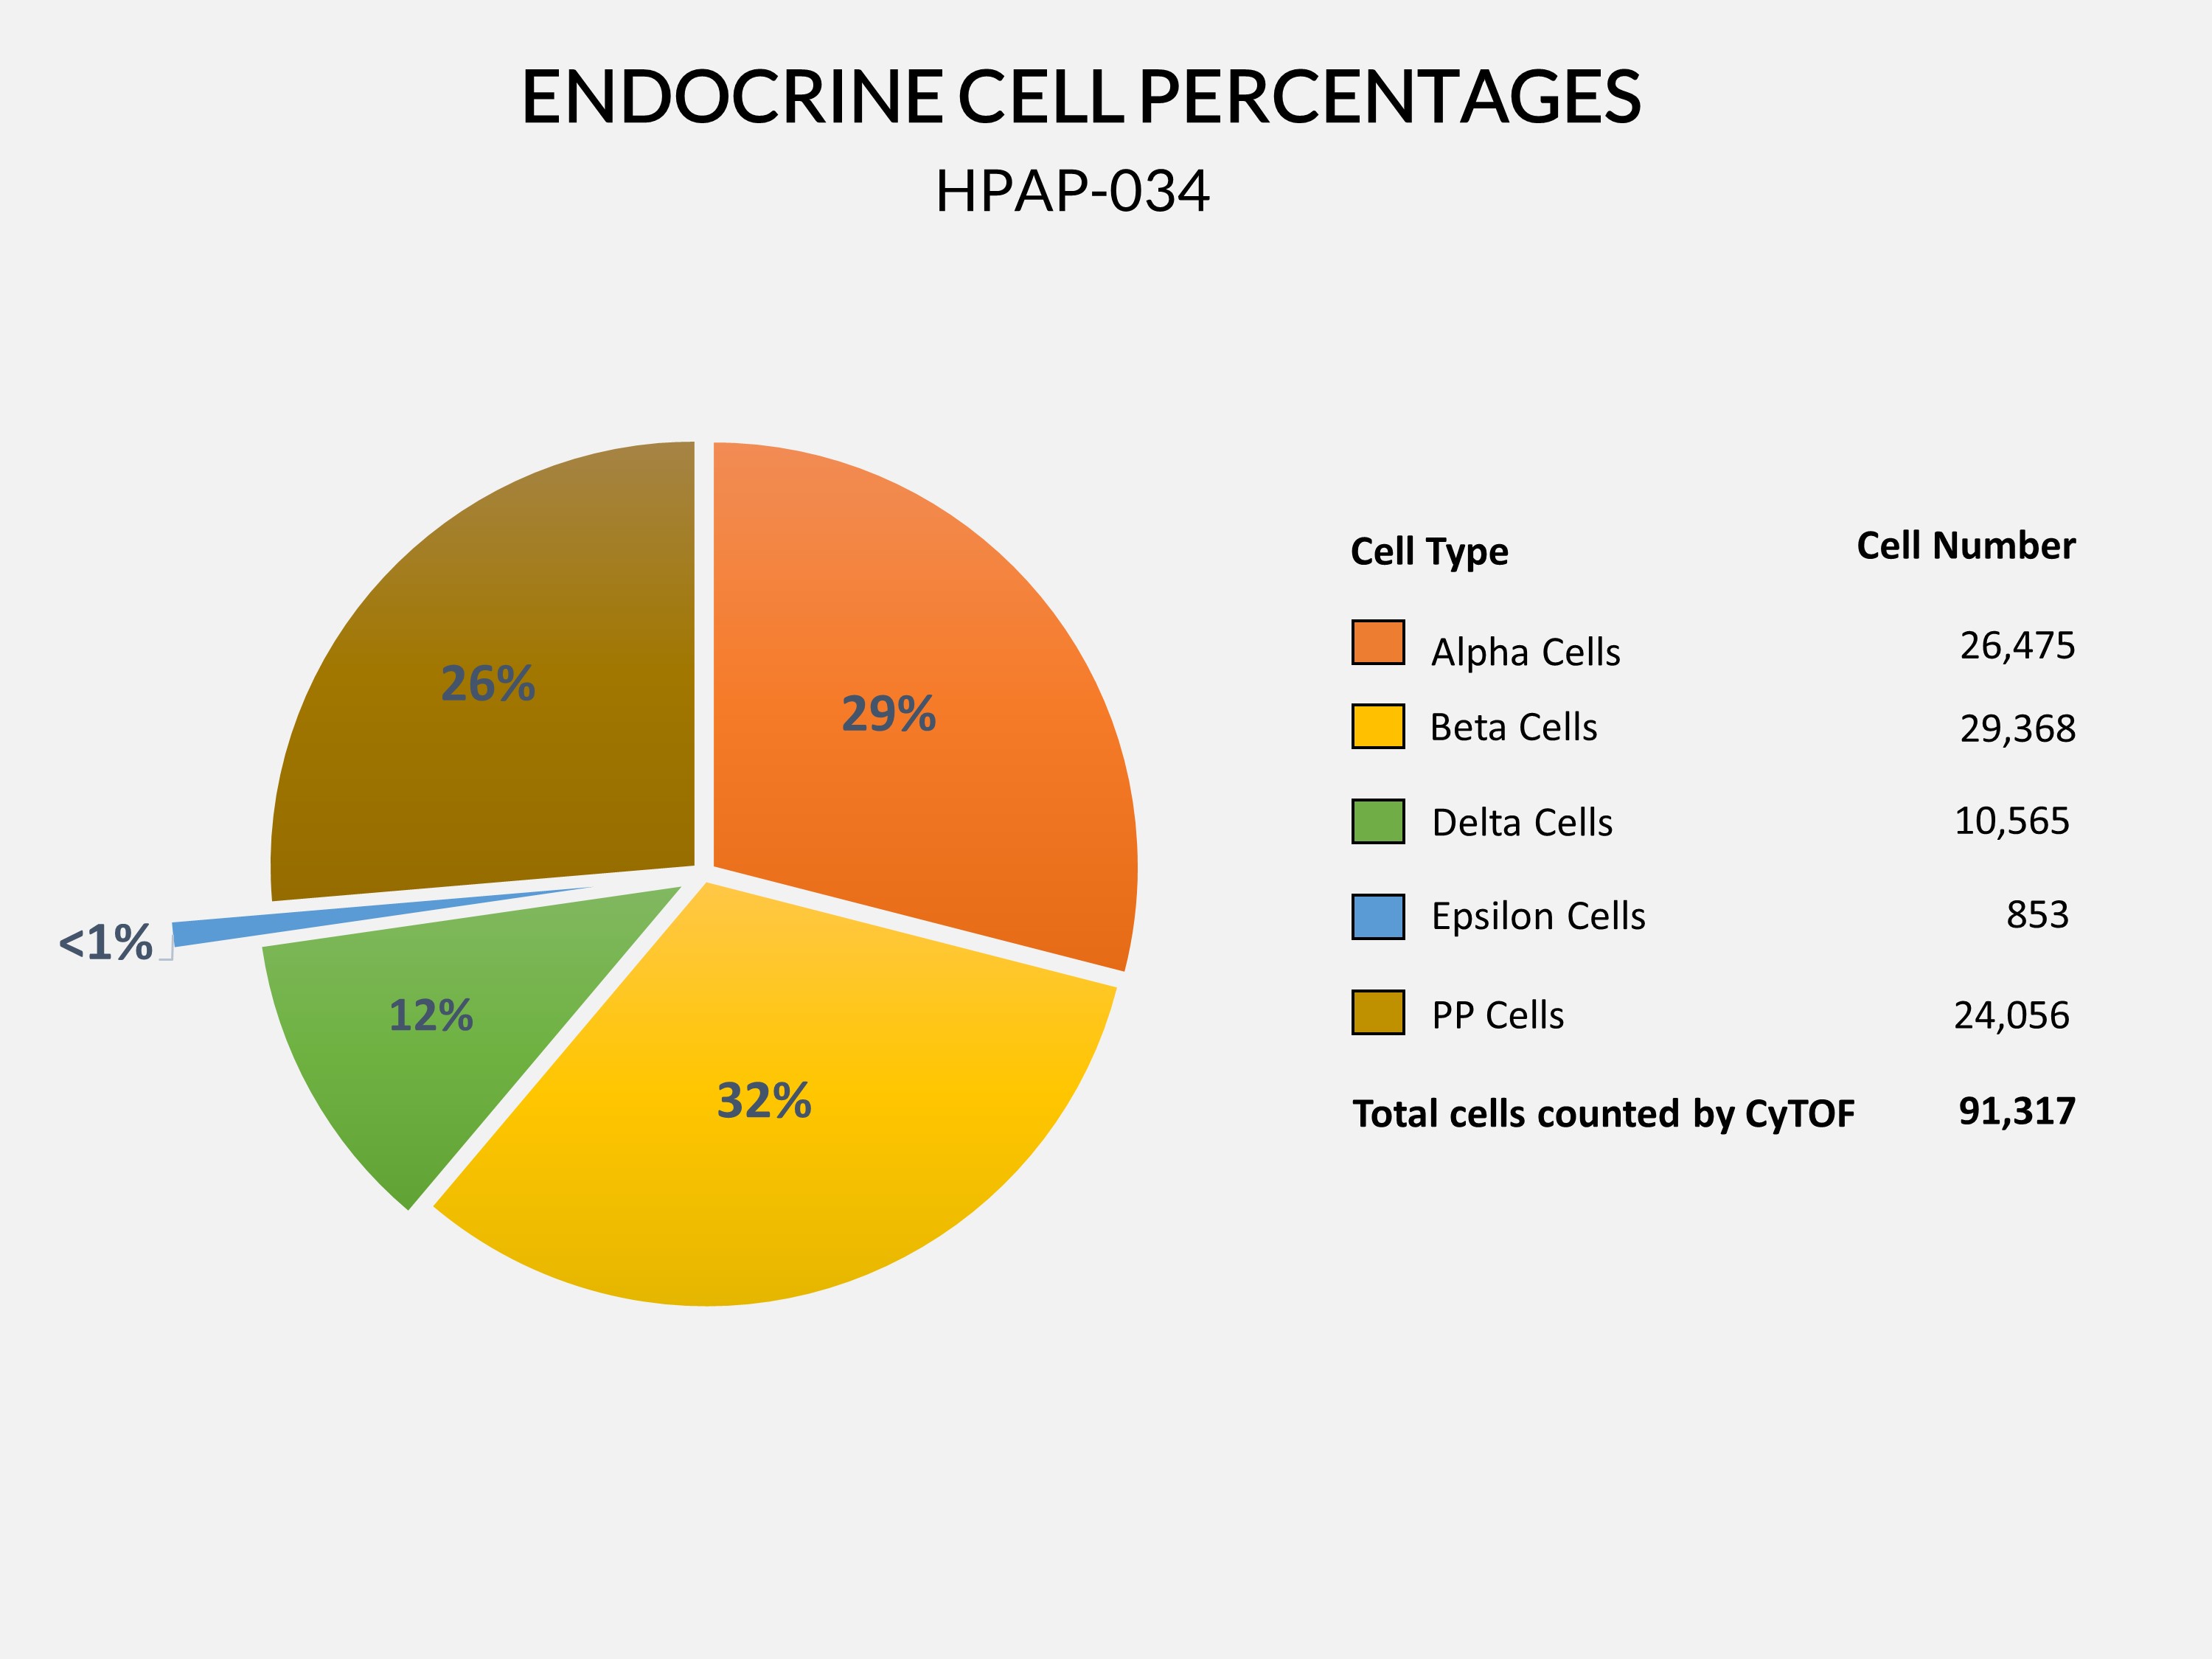 ENDOCRINE CELL PERCENTAGES
HPAP-034
26%
29%
<1%
12%
32%
Cell Type Cell Number
Alpha Cells 26,475
Beta Cells 29,368
Delta Cells 10,565
Epsilon Cells 853
PP Cells 24,056
Total cells counted by CyTOF 91,317